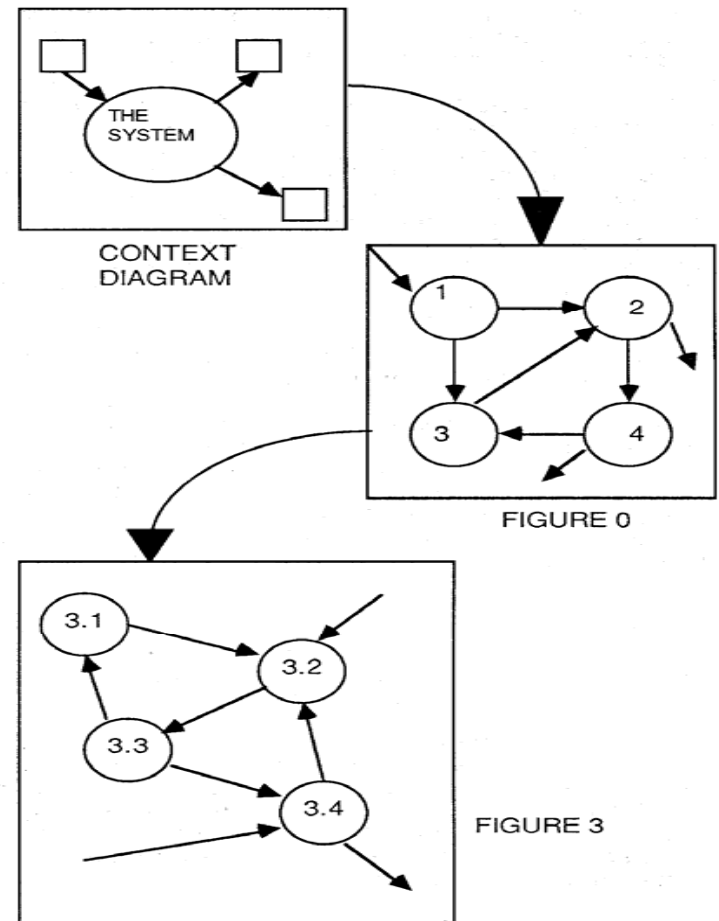 THE
SYSTEM
CONTEXT
DIAGRAM
1
2
3
4
FIGURE 0
3.1
3.2
3.3
3.4
FIGURE 3